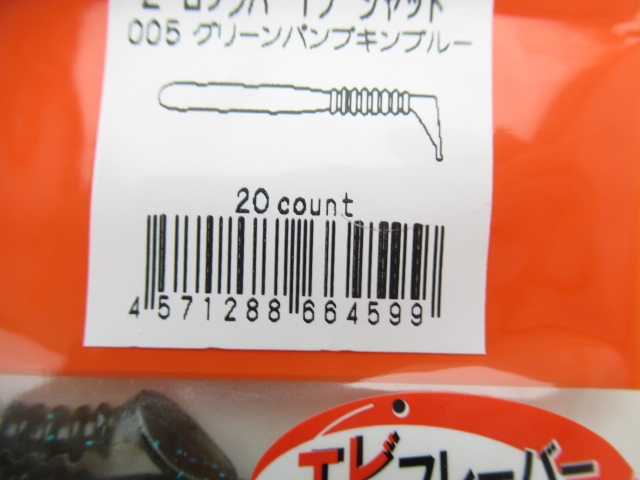 005 グリーンパンプキンブルー
20 count
4 571288 664599
エビフレーバー